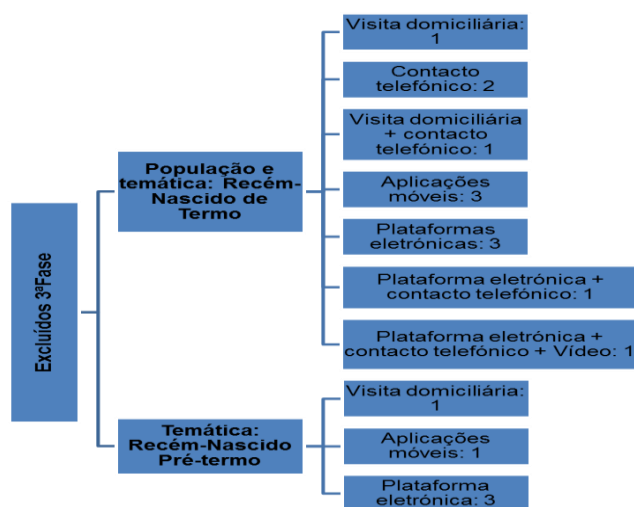 Excluídos 3ªFase
População e
temática: Recém-
Nascido de
Termo
Visita domiciliária:
1
Contacto
telefónico: 2
Visita domiciliária
+ contacto
telefónico: 1
Aplicações
móveis: 3
Plataformas
eletrónicas: 3
Plataforma eletrónica +
contacto telefónico: 1
Plataforma eletrónica +
contacto telefónico + Vídeo: 1
Temática:
Recém-Nascido
Pré-termo
Visita domiciliária:
1
Aplicações
móveis: 1
Plataforma
eletrónica: 3